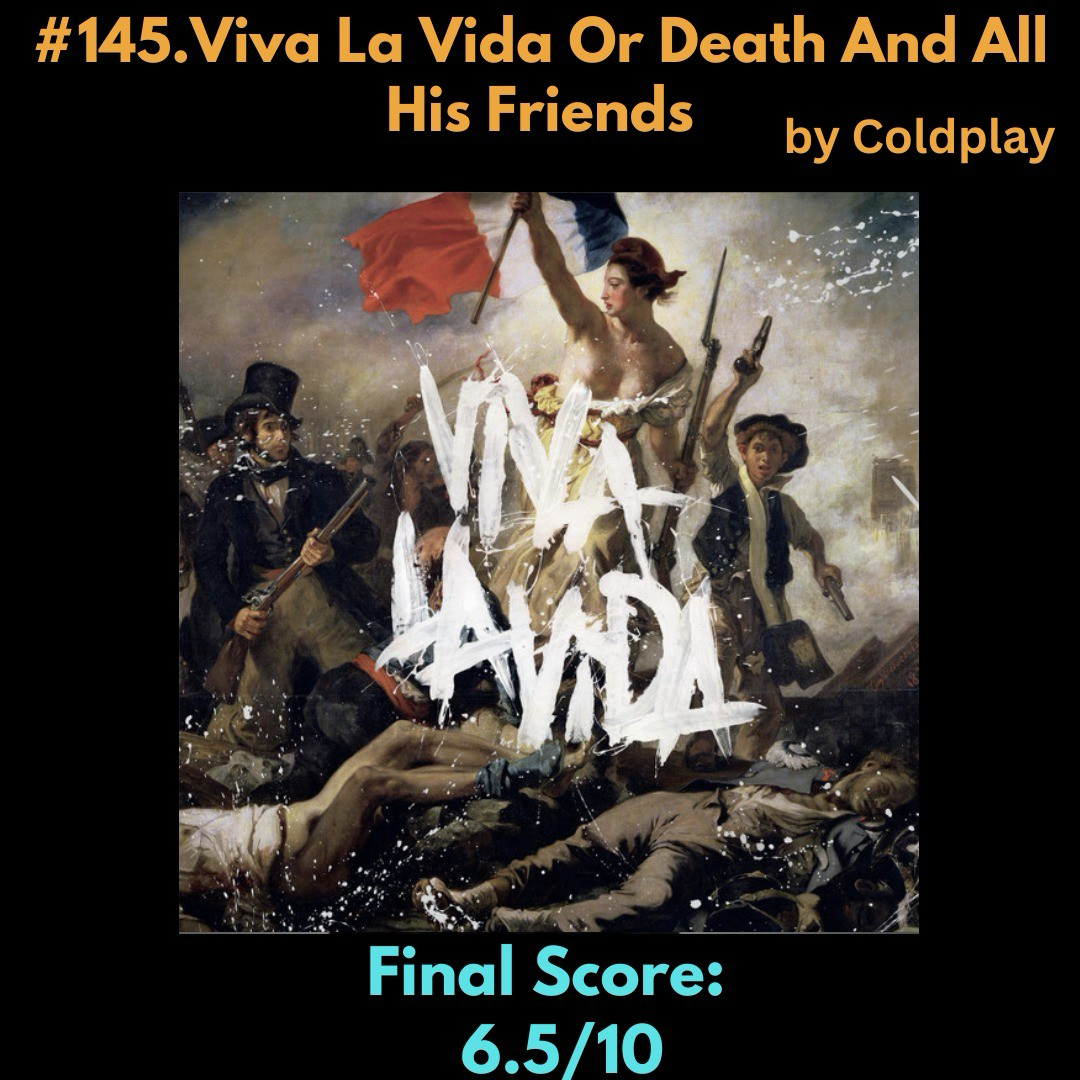 #145.Viva La Vida Or Death And All
His Friends
by Coldplay
VIVA
LA VIDA
Final Score:
6.5/10